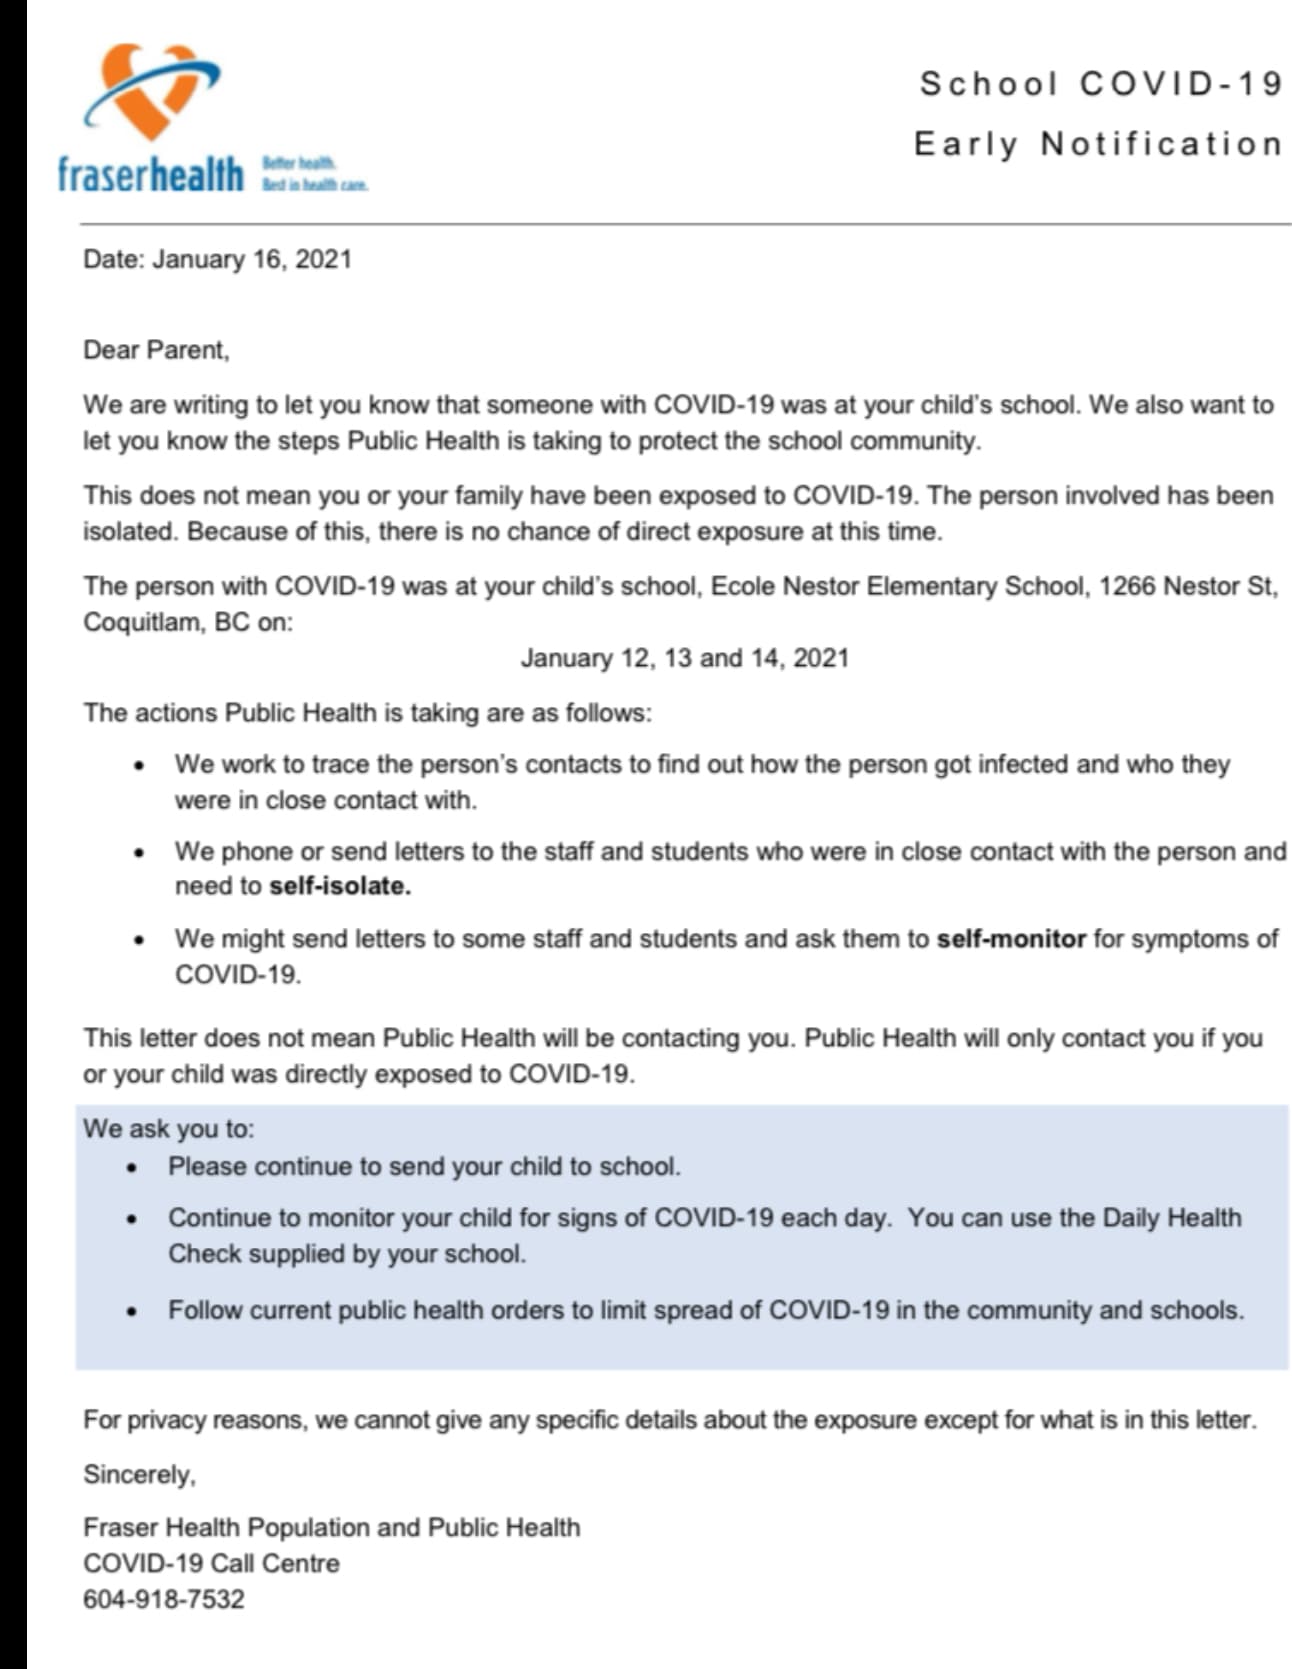 School COVID-19
Early Notification
fraserhealth
Better health.
Best in health care.
Date: January 16, 2021
Dear Parent,
We are writing to let you know that someone with COVID-19 was at your child's school. We also want to
let you know the steps Public Health is taking to protect the school community.
This does not mean you or your family have been exposed to COVID-19. The person involved has been
isolated. Because of this, there is no chance of direct exposure at this time.
The person with COVID-19 was at your child's school, Ecole Nestor Elementary School, 1266 Nestor St,
Coquitlam, BC on:
January 12, 13 and 14, 2021
The actions Public Health is taking are as follows:
• We work to trace the person's contacts to find out how the person got infected and who they
were in close contact with.
• We phone or send letters to the staff and students who were in close contact with the person and
need to self-isolate.
• We might send letters to some staff and students and ask them to self-monitor for symptoms of
COVID-19.
This letter does not mean Public Health will be contacting you. Public Health will only contact you if you
or your child was directly exposed to COVID-19.
We ask you to:
• Please continue to send your child to school.
• Continue to monitor your child for signs of COVID-19 each day. You can use the Daily Health
Check supplied by your school.
• Follow current public health orders to limit spread of COVID-19 in the community and schools.
For privacy reasons, we cannot give any specific details about the exposure except for what is in this letter.
Sincerely,
Fraser Health Population and Public Health
COVID-19 Call Centre
604-918-7532